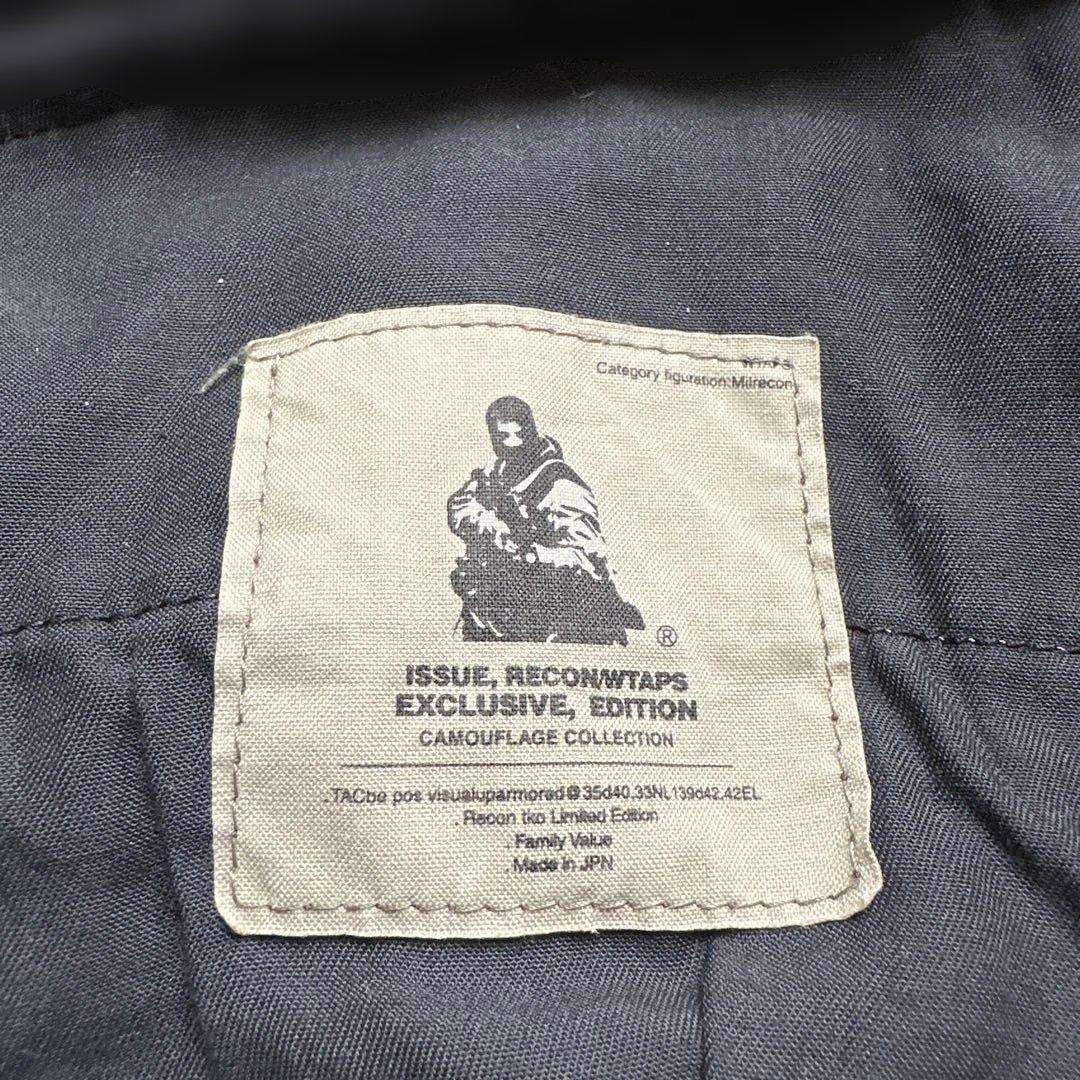 WTAPS
Category figuration:Milrecon,
®
ISSUE, RECON/WTAPS
EXCLUSIVE, EDITION
CAMOUFLAGE COLLECTION
.TACbe pos visualuparmored@35d40.33NL139d42.42EL
.Recon tko Limited Edition
.Family Value
.Made in JPN